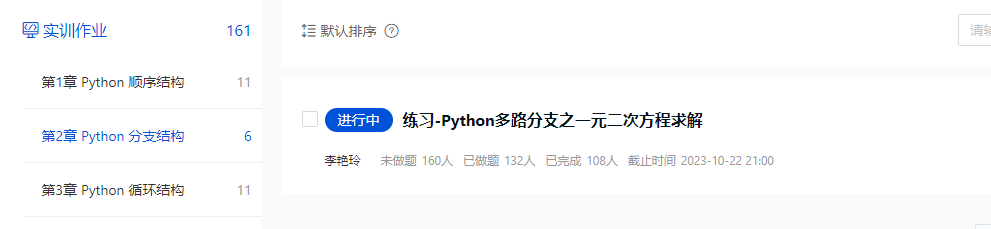 实训作业 161
第1章 Python 顺序结构 11
第2章 Python 分支结构 6
第3章 Python 循环结构 11
默认排序 ?
请输
进行中 练习-Python多路分支之一元二次方程求解
李艳玲 未做题 160人 已做题 132人 已完成 108人 截止时间 2023-10-22 21:00